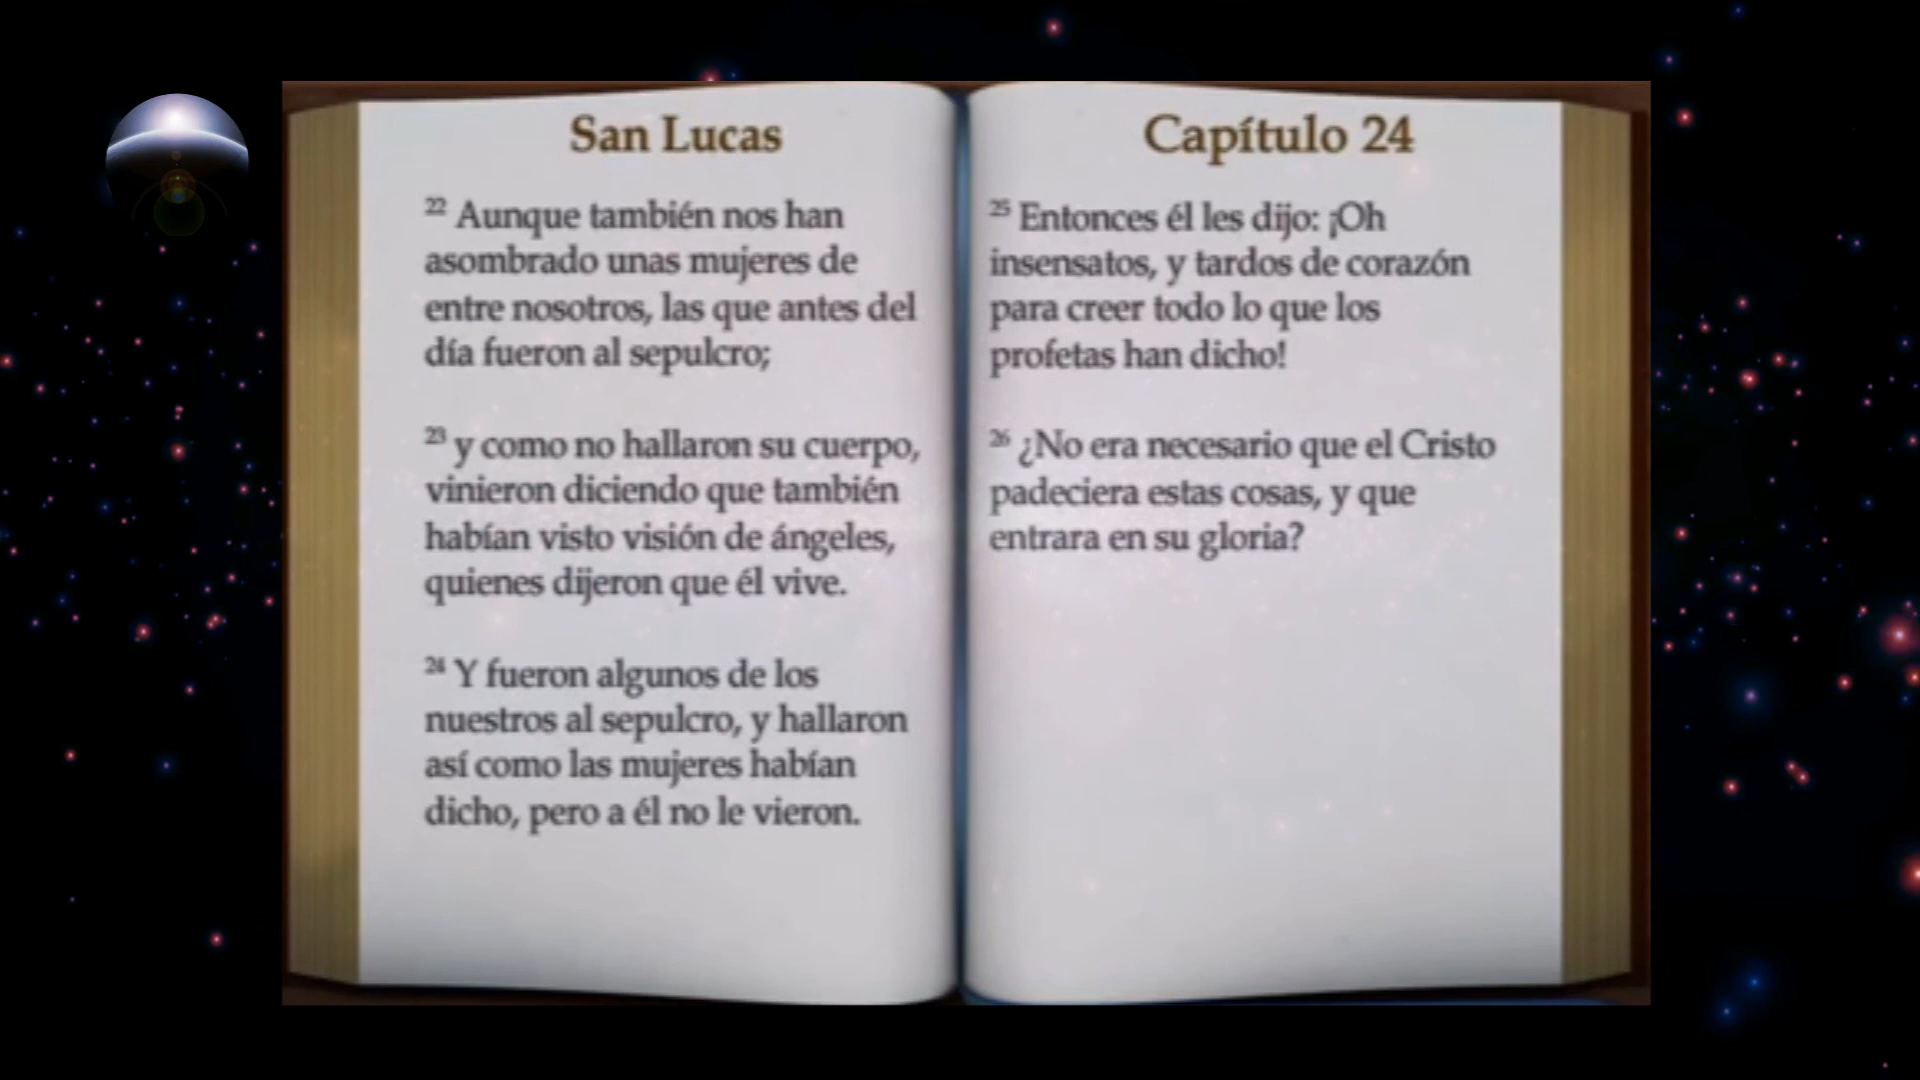 San Lucas
22 Aunque también nos han
asombrado unas mujeres de
entre nosotros, las que antes del
día fueron al sepulcro;
23 y como no hallaron su cuerpo,
vinieron diciendo que también
habían visto visión de ángeles,
quienes dijeron que él vive.
24 Y fueron algunos de los
nuestros al sepulcro, y hallaron
así como las mujeres habían
dicho, pero a él no le vieron.
Capítulo 24
25 Entonces él les dijo: ¡Oh
insensatos, y tardos de corazón
para creer todo lo que los
profetas han dicho!
26 ¿No era necesario que el Cristo
padeciera estas cosas, y que
entrara en su gloria?